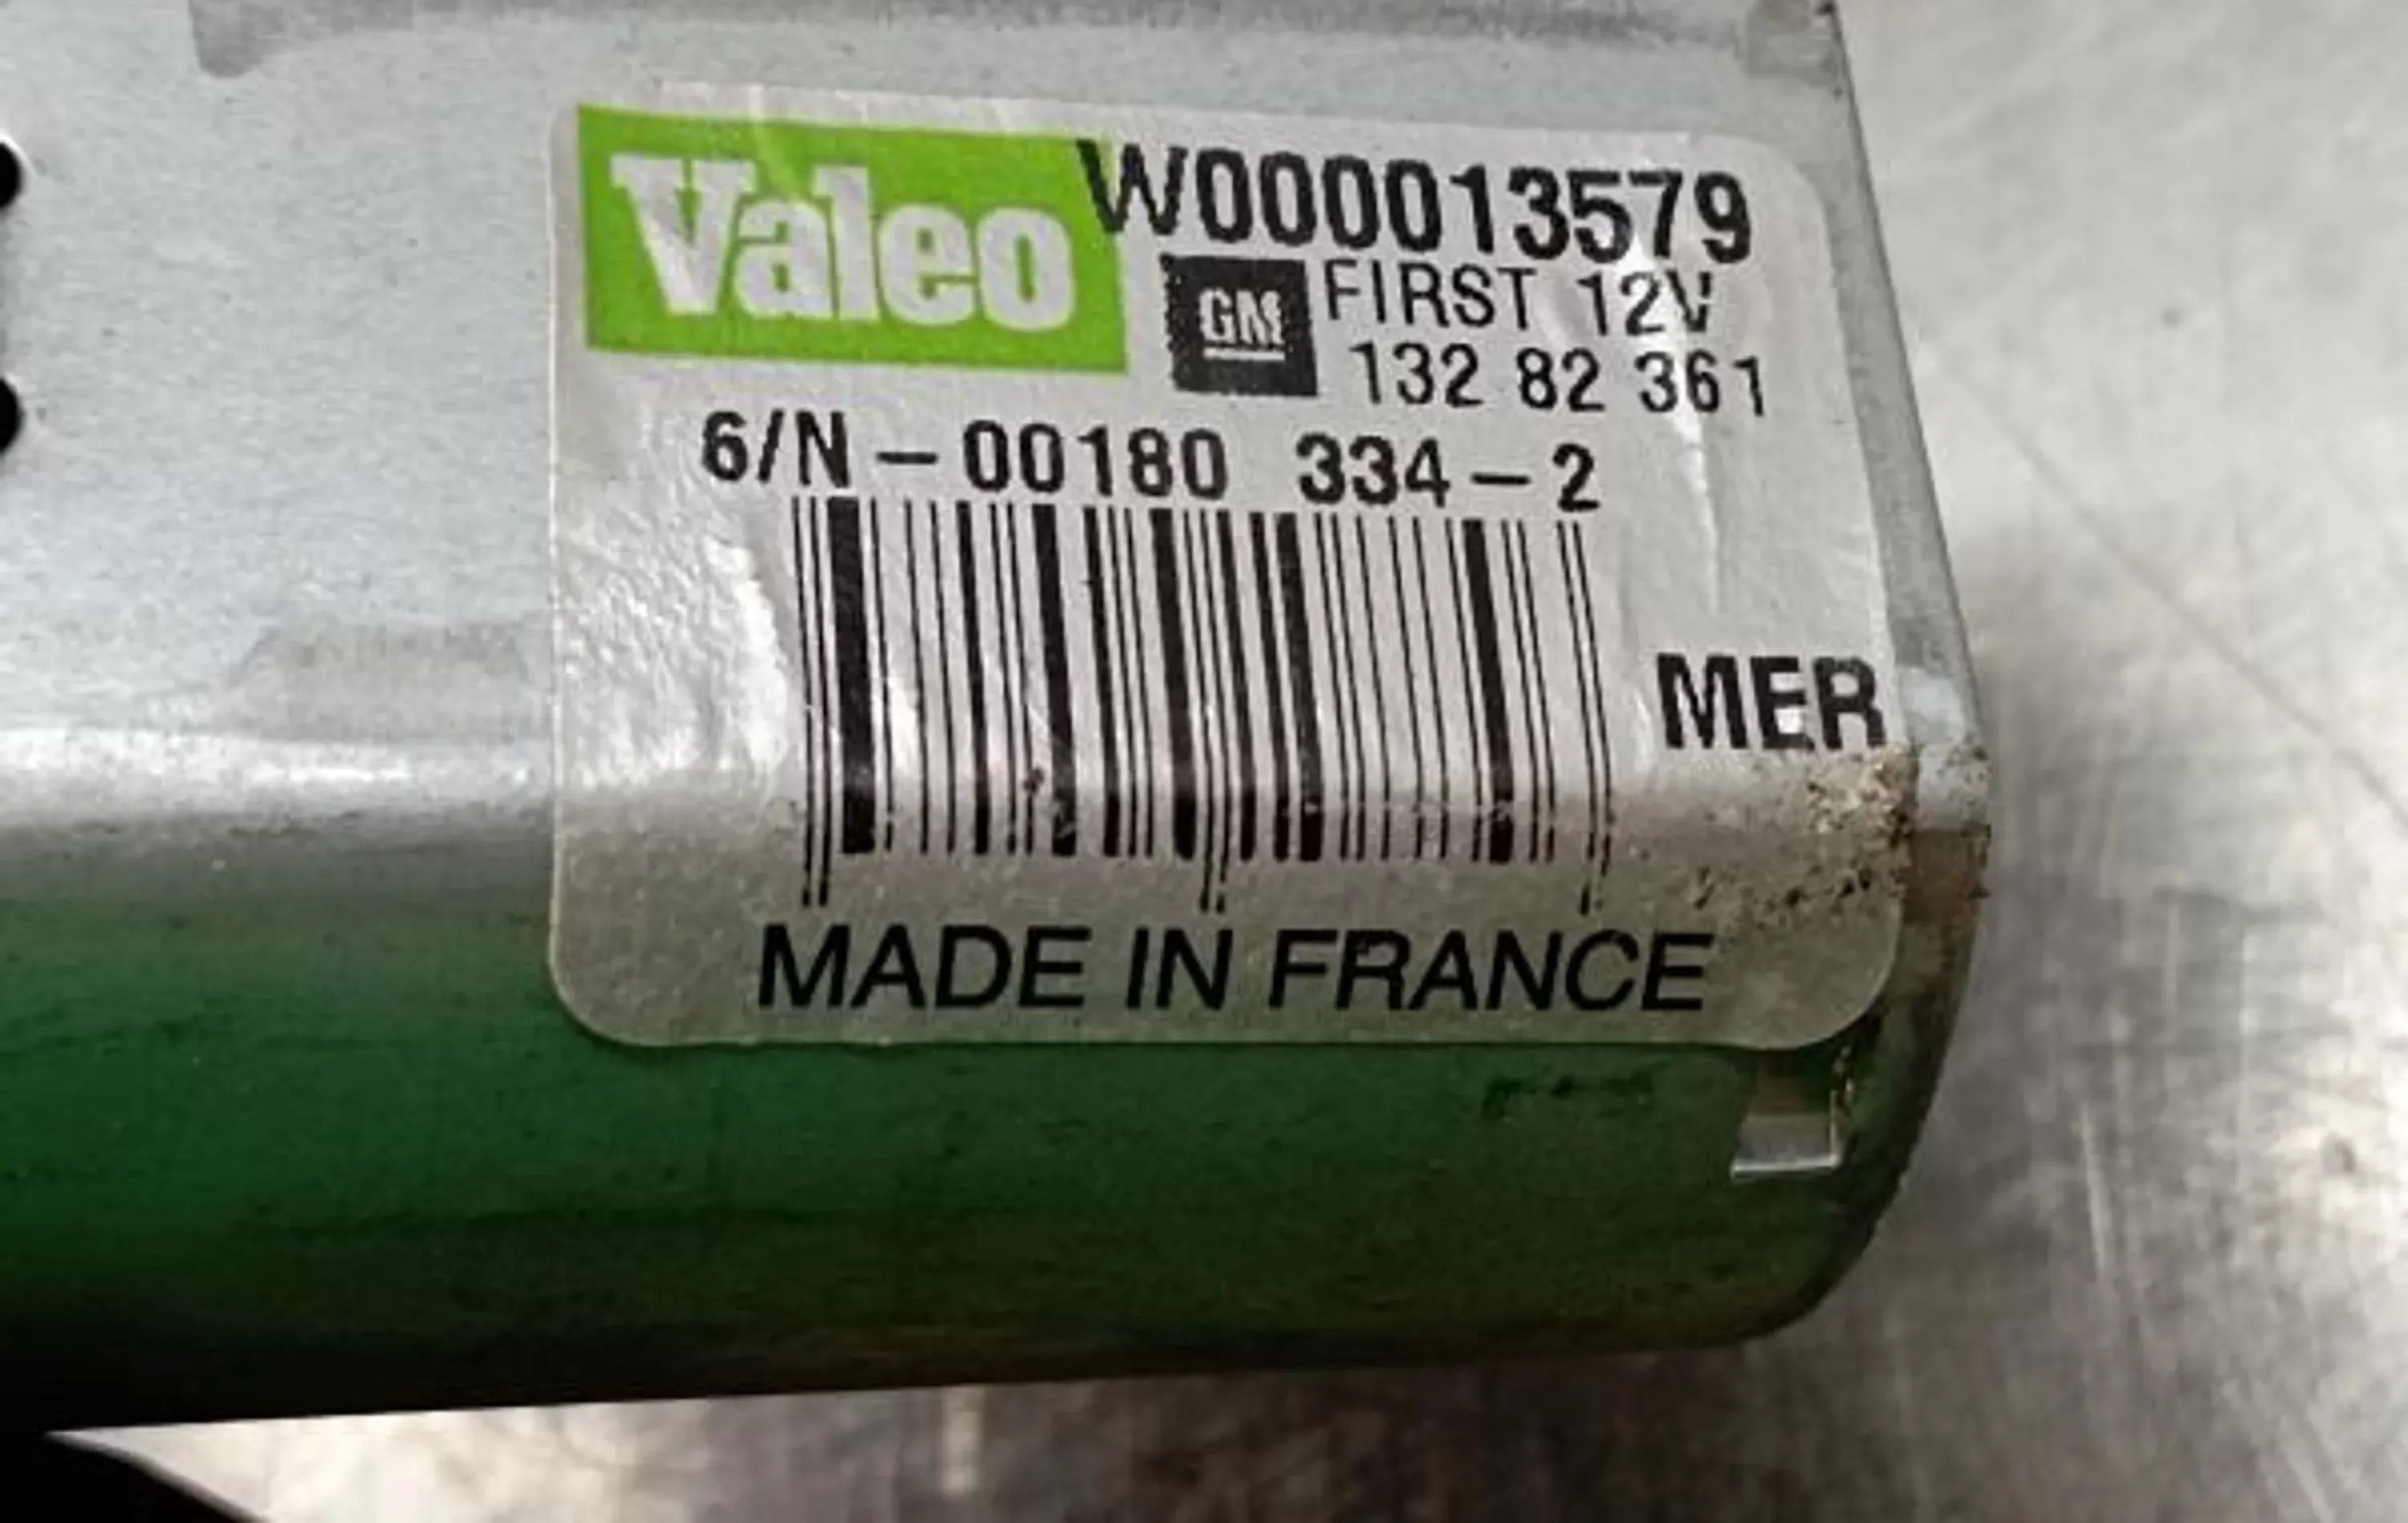 Valeo
W000013579
GM
FIRST 12V
132 82 361
6/N - 00180 334 - 2
MER
MADE IN FRANCE